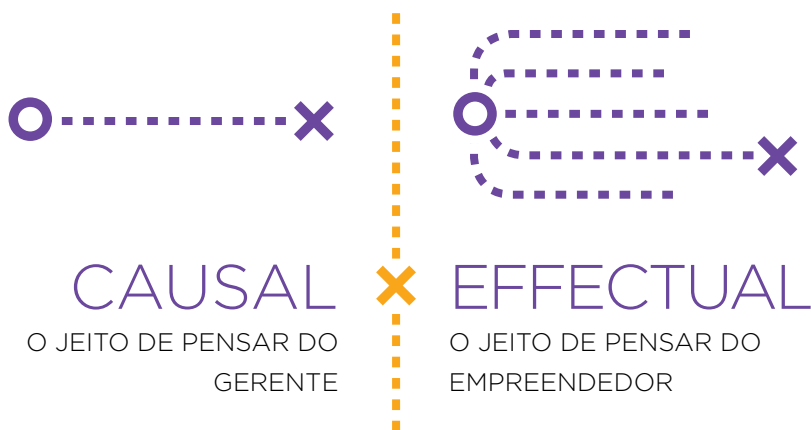 CAUSAL
O JEITO DE PENSAR DO
GERENTE
EFFECTUAL
O JEITO DE PENSAR DO
EMPREENDEDOR